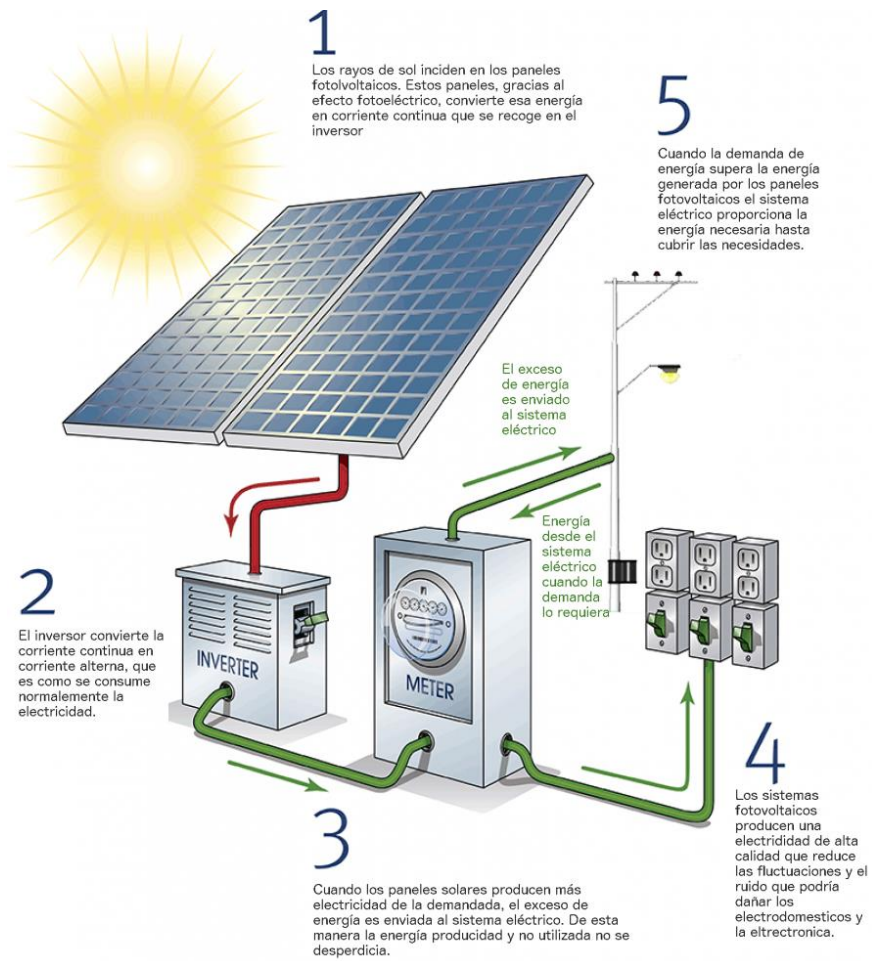 1
Los rayos de sol inciden en los paneles
fotolvoltaicos. Estos paneles, gracias al
efecto fotoeléctrico, convierte esa energía
en corriente continua que se recoge en el
inversor
5
Cuando la demanda de
energía supera la energía
generada por los paneles
fotovoltaicos el sistema
eléctrico proporciona la
energía necesaria hasta
cubrir las necesidades.
El exceso
de energía
es enviado
al sistema
eléctrico
Energía
desde el
sistema
eléctrico
cuando la
demanda
lo requiera
2
El inversor convierte la
corriente continua en
corriente alterna, que
es como se consume
normalemente la
electricidad.
INVERTER
METER
3
Cuando los paneles solares producen más
electricidad de la demandada, el exceso de
energía es enviada al sistema eléctrico. De esta
manera la energía producidad y no utilizada no se
desperdicia.
4
Los sistemas
fotovoltaicos
producen una
electrididad de alta
calidad que reduce
las fluctuaciones y el
ruido que podría
dañar los
electrodomesticos y
la eltrectronica.